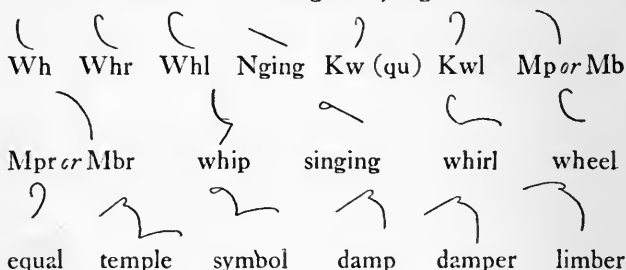 Wh Whr Whl Nging Kw (qu) Kwl Mp or Mb
Mpr or Mbr whip singing whirl wheel
equal temple symbol damp damper limber